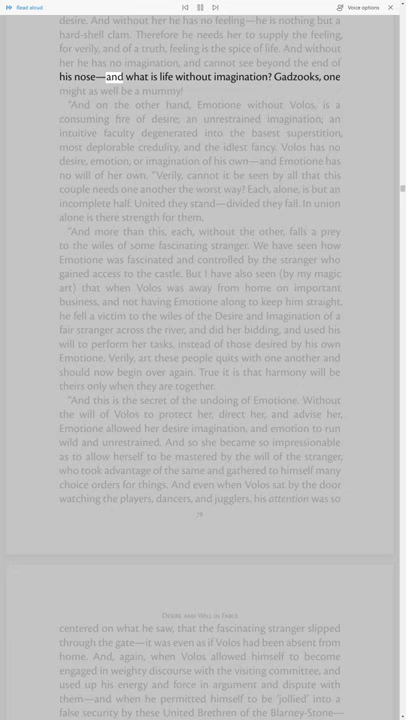 Read aloud
Voice options
desire. And without her he has no feeling—he is nothing but a
hard-shell clam. Therefore he needs her to supply the feeling,
for verily, and of a truth, feeling is the spice of life. And without
her he has no imagination, and cannot see beyond the end of
his nose—and what is life without imagination? Gadzooks, one
might as well be a mummy!
"And on the other hand, Emotione without Volos, is a
consuming fire of desire; an unrestrained imagination; an
intuitive faculty degenerated into the basest superstition,
most deplorable credulity, and the idlest fancy. Volos has no
desire, emotion, or imagination of his own—and Emotione has
no will of her own. "Verily, cannot it be seen by all that this
couple needs one another the worst way? Each, alone, is but an
incomplete half. United they stand—divided they fall. In union
alone is there strength for them.
"And more than this, each, without the other, falls a prey
to the wiles of some fascinating stranger. We have seen how
Emotione was fascinated and controlled by the stranger who
gained access to the castle. But I have also seen (by my magic
art) that when Volos was away from home on important
business, and not having Emotione along to keep him straight,
he fell a victim to the wiles of the Desire and Imagination of a
fair stranger across the river, and did her bidding, and used his
will to perform her tasks, instead of those desired by his own
Emotione. Verily, art these people quits with one another and
should now begin over again. True it is that harmony will be
theirs only when they are together.
"And this is the secret of the undoing of Emotione. Without
the will of Volos to protect her, direct her, and advise her,
Emotione allowed her desire imagination, and emotion to run
wild and unrestrained. And so she became so impressionable
as to allow herself to be mastered by the will of the stranger,
who took advantage of the same and gathered to himself many
choice orders for things. And even when Volos sat by the door
watching the players, dancers, and jugglers, his attention was so
79
Desire and Will in Fable
centered on what he saw, that the fascinating stranger slipped
through the gate—it was even as if Volos had been absent from
home. And, again, when Volos allowed himself to become
engaged in weighty discourse with the visiting committee, and
used up his energy and force in argument and dispute with
them—and when he permitted himself to be 'jollied' into a
false security by these United Brethren of the Blarney-Stone—